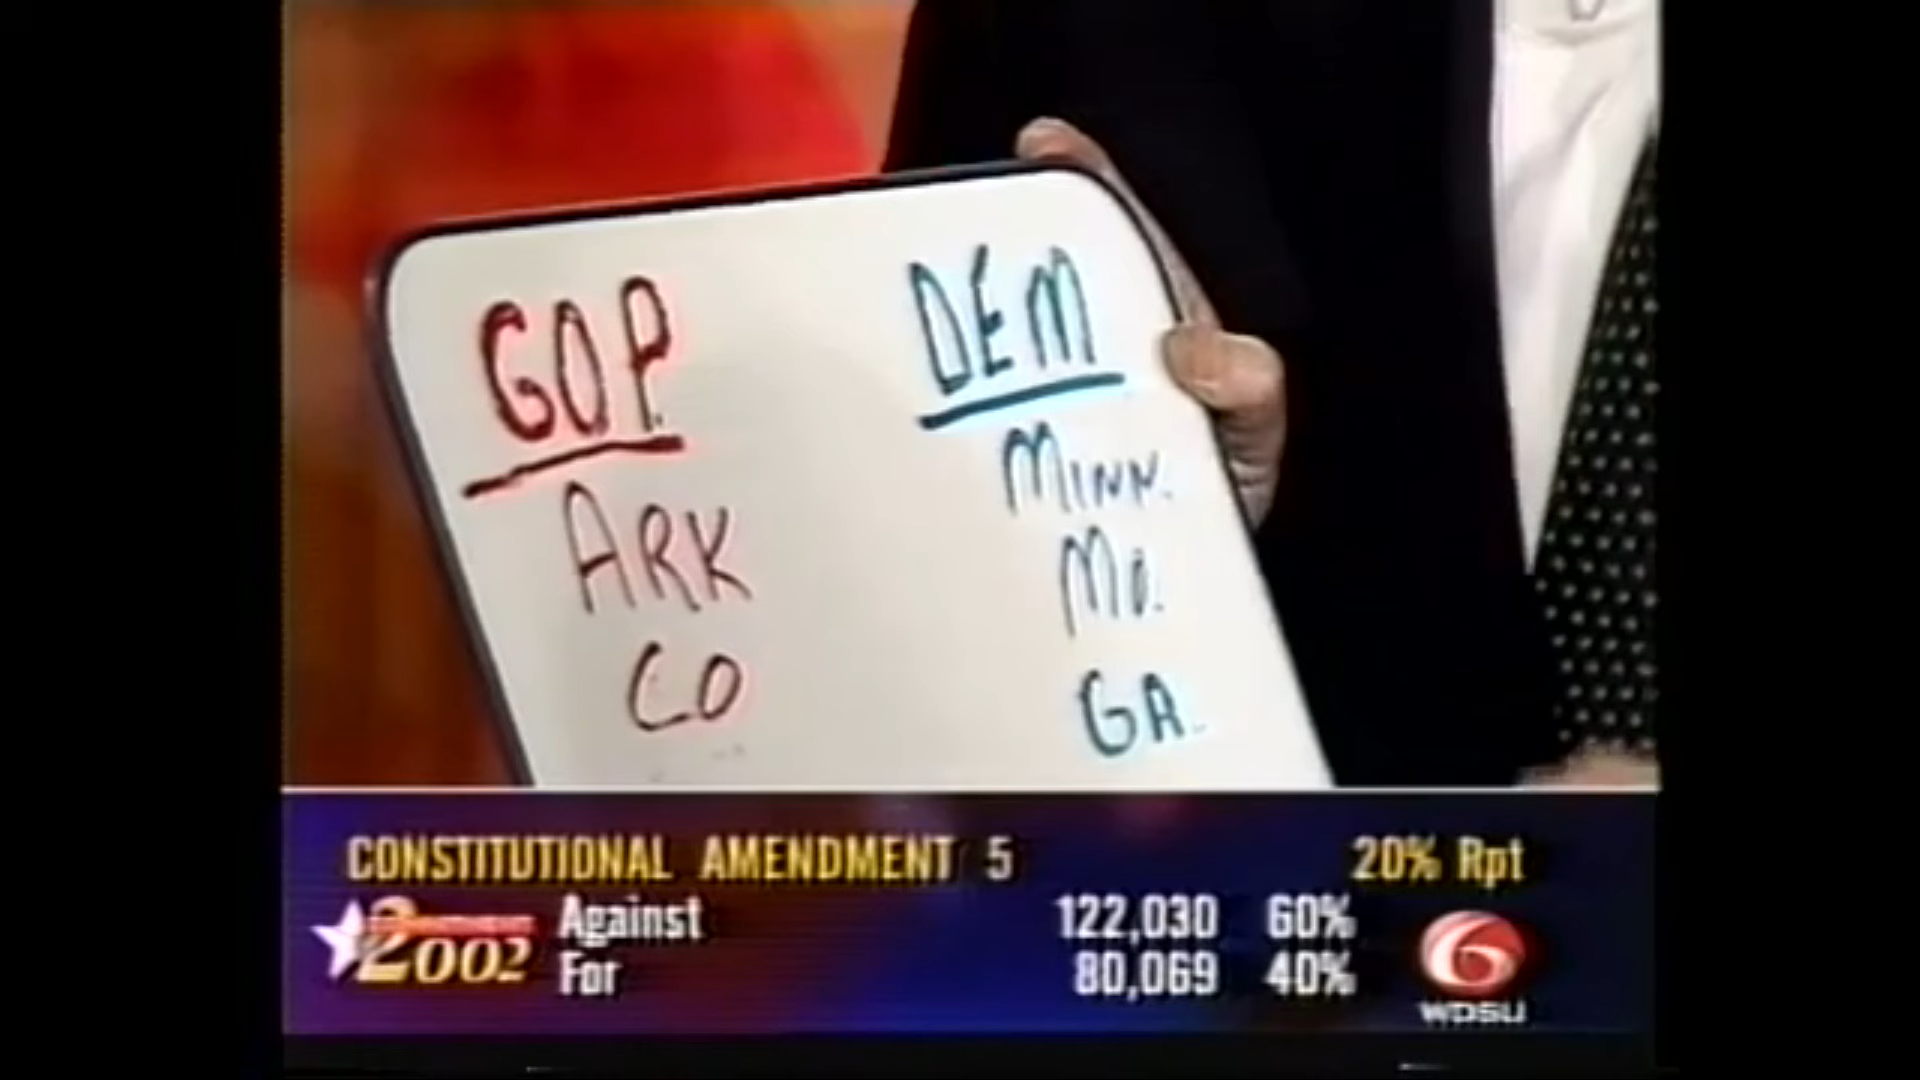 G.O.P.
ARK
CO
DEM
MINN.
MO.
GA.
CONSTITUTIONAL AMENDMENT 5 20% Rpt
2002
Against 122,030 60%
For 80,069 40%
6
WDSU